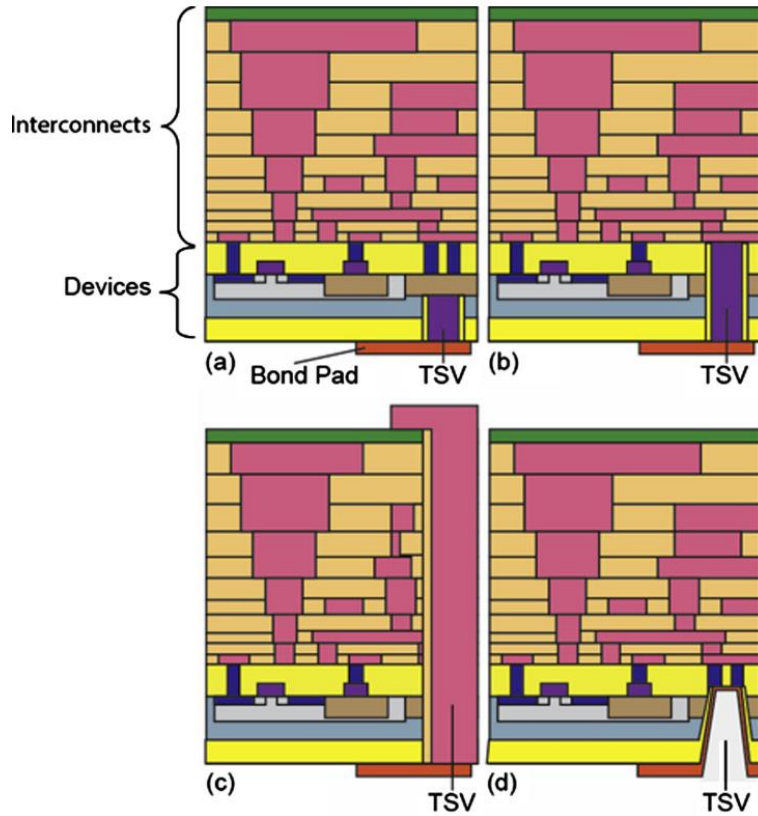 Interconnects
Devices
(a)
Bond Pad
TSV
(b)
TSV
(c)
TSV
(d)
TSV